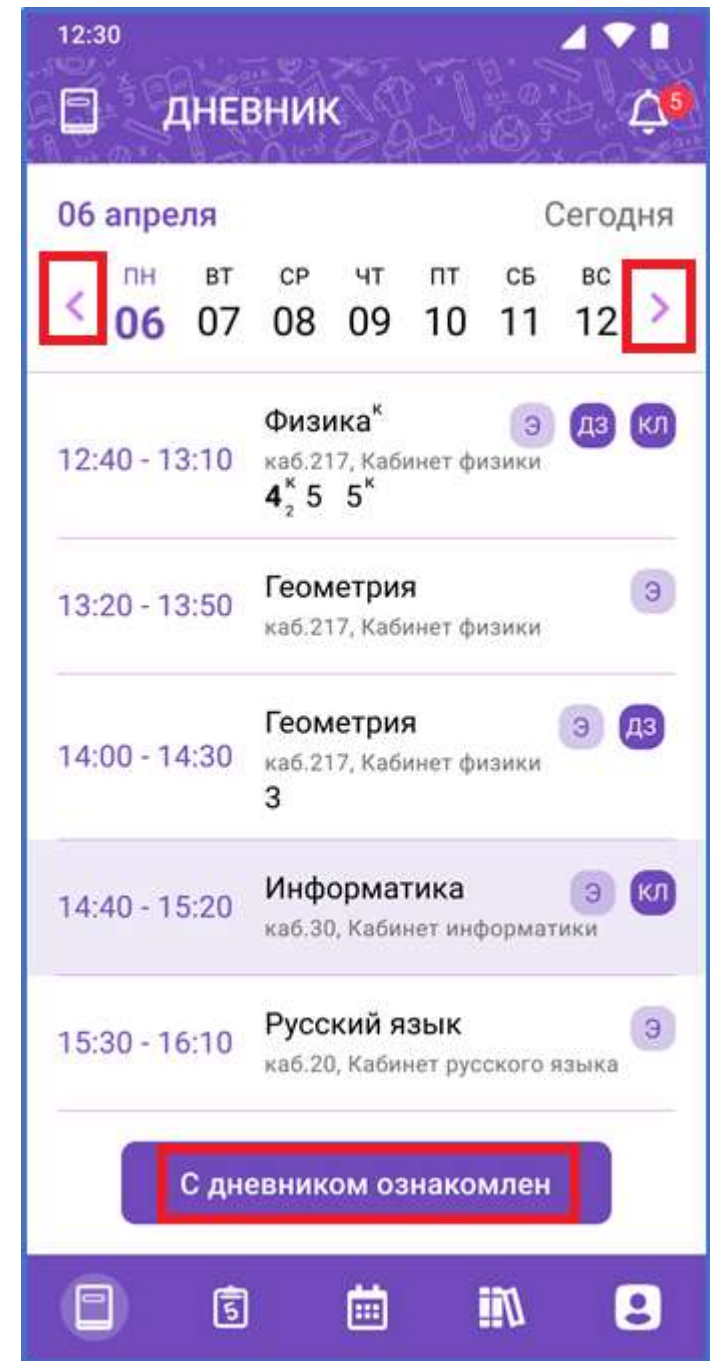 12:30
ДНЕВНИК
5
06 апреля Сегодня
ПН ВТ СР ЧТ ПТ СБ ВС
06 07 08 09 10 11 12
Физикаᴷ Э ДЗ КЛ
12:40 - 13:10
каб.217, Кабинет физики
4ᴷ₂ 5 5ᴷ
Геометрия Э
13:20 - 13:50
каб.217, Кабинет физики
Геометрия Э ДЗ
14:00 - 14:30
каб.217, Кабинет физики
3
Информатика Э КЛ
14:40 - 15:20
каб.30, Кабинет информатики
Русский язык Э
15:30 - 16:10
каб.20, Кабинет русского языка
С дневником ознакомлен
5